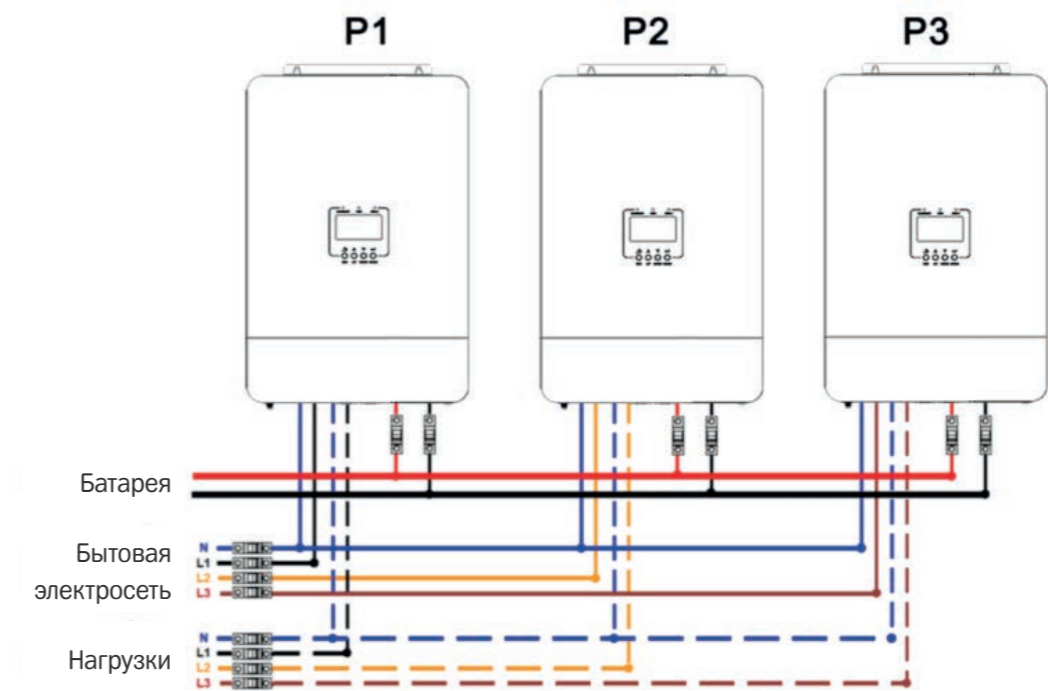 P1 P2 P3
Батарея
Бытовая
электросеть
N
L1
L2
L3
Нагрузки
N
L1
L2
L3